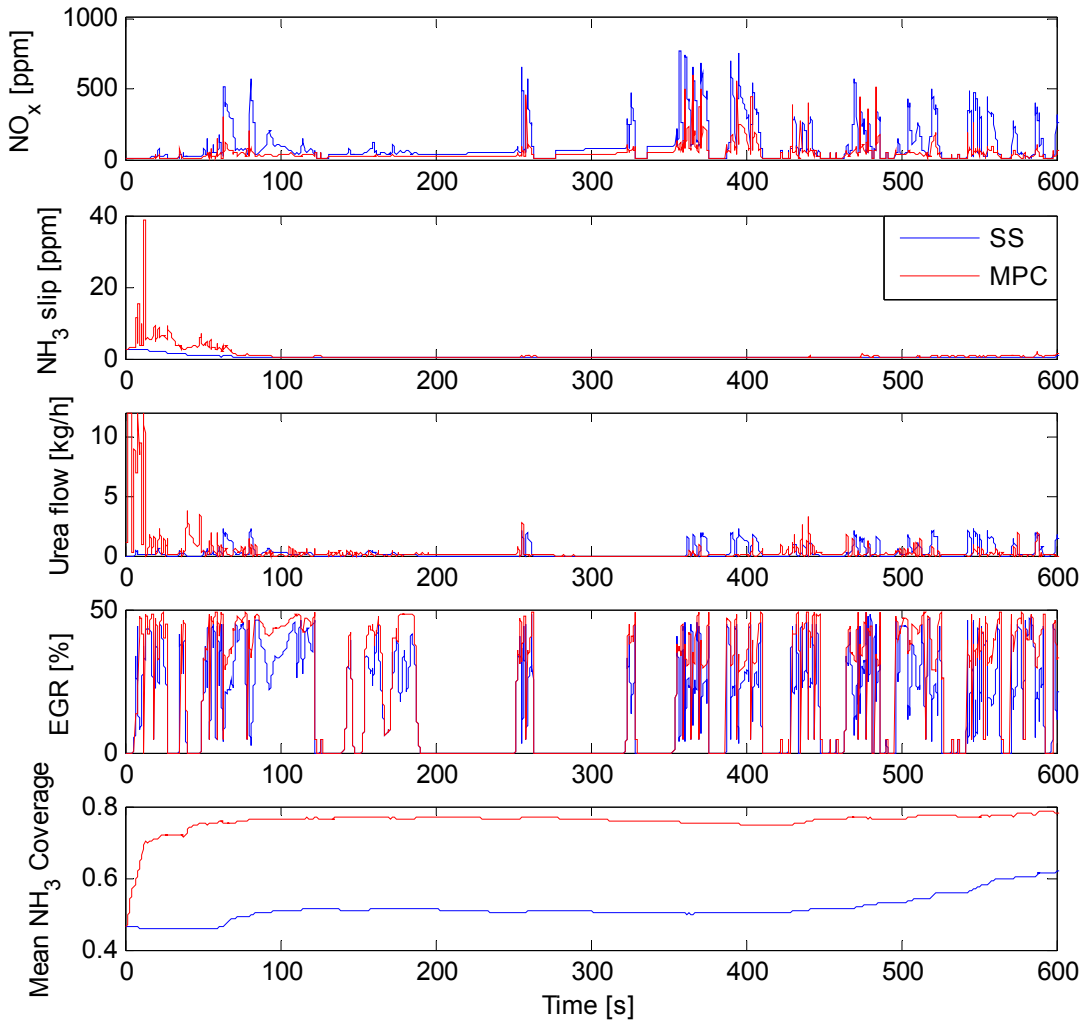 NOx [ppm]
1000
500
0
0 100 200 300 400 500 600
NH3 slip [ppm]
40
20
0
SS
MPC
0 100 200 300 400 500 600
Urea flow [kg/h]
10
5
0
0 100 200 300 400 500 600
EGR [%]
50
0
0 100 200 300 400 500 600
Mean NH3 Coverage
0.8
0.6
0.4
0 100 200 300 400 500 600
Time [s]